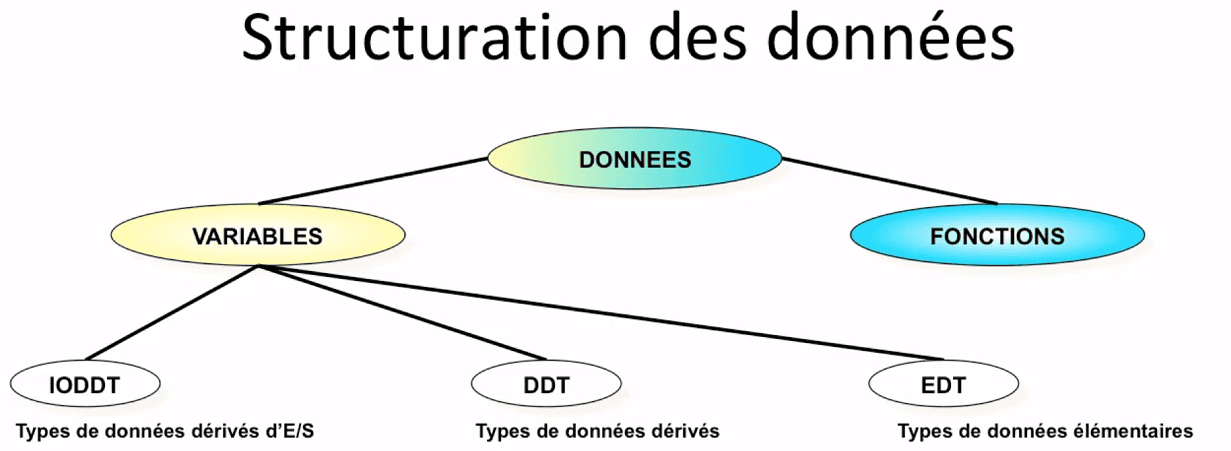 Structuration des données
DONNEES
VARIABLES
FONCTIONS
IODDT
DDT
EDT
Types de données dérivés d'E/S
Types de données dérivés
Types de données élémentaires